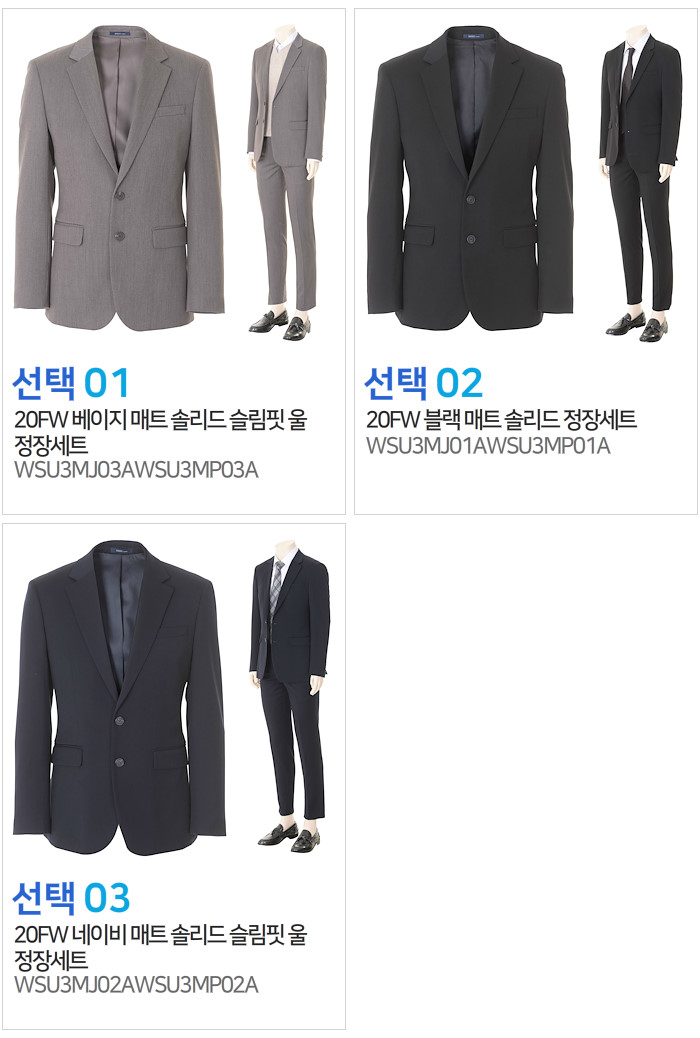 선택 01
20FW 베이지 매트 솔리드 슬림핏 울
정장세트
WSU3MJ03AWSU3MP03A
선택 02
20FW 블랙 매트 솔리드 정장세트
WSU3MJ01AWSU3MP01A
선택 03
20FW 네이비 매트 솔리드 슬림핏 울
정장세트
WSU3MJ02AWSU3MP02A